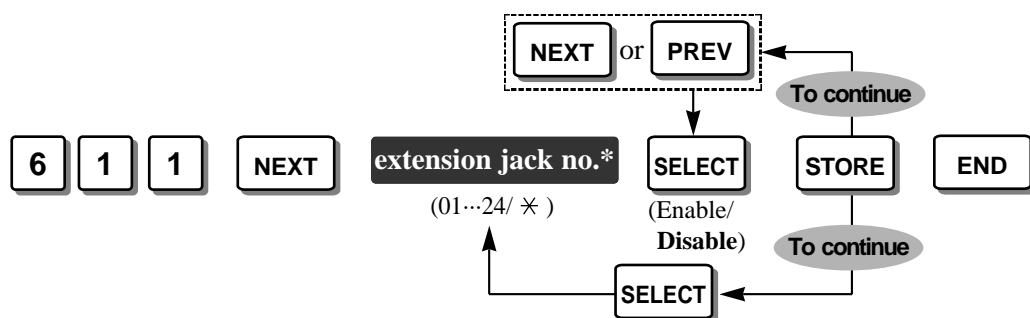 NEXT or PREV
To continue
6 1 1 NEXT extension jack no.* SELECT STORE END
(01···24/ ✳ )
(Enable/
Disable)
To continue
SELECT